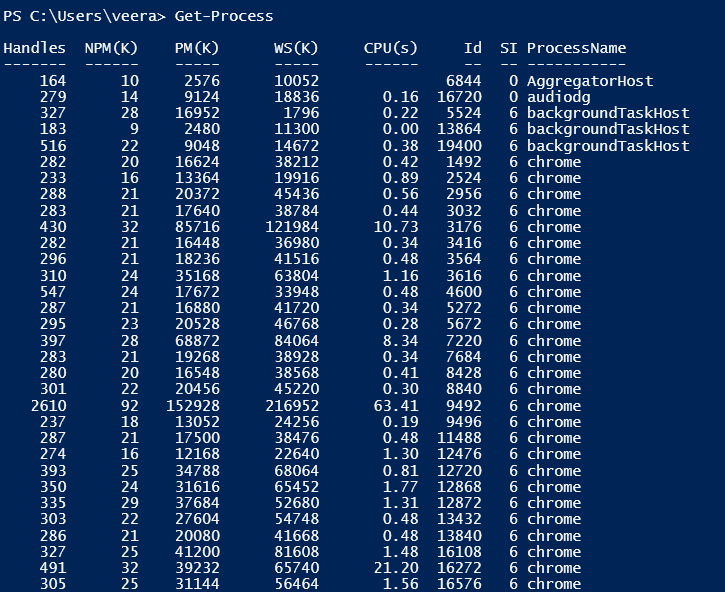 PS C:\Users\veera> Get-Process
Handles NPM(K) PM(K) WS(K) CPU(s) Id SI ProcessName
------- ------ ----- ----- ------ -- -- -----------
164 10 2576 10052 6844 0 AggregatorHost
279 14 9124 18836 0.16 16720 0 audiodg
327 28 16952 1796 0.22 5524 6 backgroundTaskHost
183 9 2480 11300 0.00 13864 6 backgroundTaskHost
516 22 9048 14672 0.38 19400 6 backgroundTaskHost
282 20 16624 38212 0.42 1492 6 chrome
233 16 13364 19916 0.89 2524 6 chrome
288 21 20372 45436 0.56 2956 6 chrome
283 21 17640 38784 0.44 3032 6 chrome
430 32 85716 121984 10.73 3176 6 chrome
282 21 16448 36980 0.34 3416 6 chrome
296 21 18236 41516 0.48 3564 6 chrome
310 24 35168 63804 1.16 3616 6 chrome
547 24 17672 33948 0.48 4600 6 chrome
287 21 16880 41720 0.34 5272 6 chrome
295 23 20528 46768 0.28 5672 6 chrome
397 28 68872 84064 8.34 7220 6 chrome
283 21 19268 38928 0.34 7684 6 chrome
280 20 16548 38568 0.41 8428 6 chrome
301 22 20456 45220 0.30 8840 6 chrome
2610 92 152928 216952 63.41 9492 6 chrome
237 18 13052 24256 0.19 9496 6 chrome
287 21 17500 38476 0.48 11488 6 chrome
274 16 12168 22640 1.30 12476 6 chrome
393 25 34788 68064 0.81 12720 6 chrome
350 24 31616 65452 1.77 12868 6 chrome
335 29 37684 52680 1.31 12872 6 chrome
303 22 27604 54748 0.48 13432 6 chrome
286 21 20080 41668 0.48 13840 6 chrome
327 25 41200 81608 1.48 16108 6 chrome
491 32 39232 65740 21.20 16272 6 chrome
305 25 31144 56464 1.56 16576 6 chrome